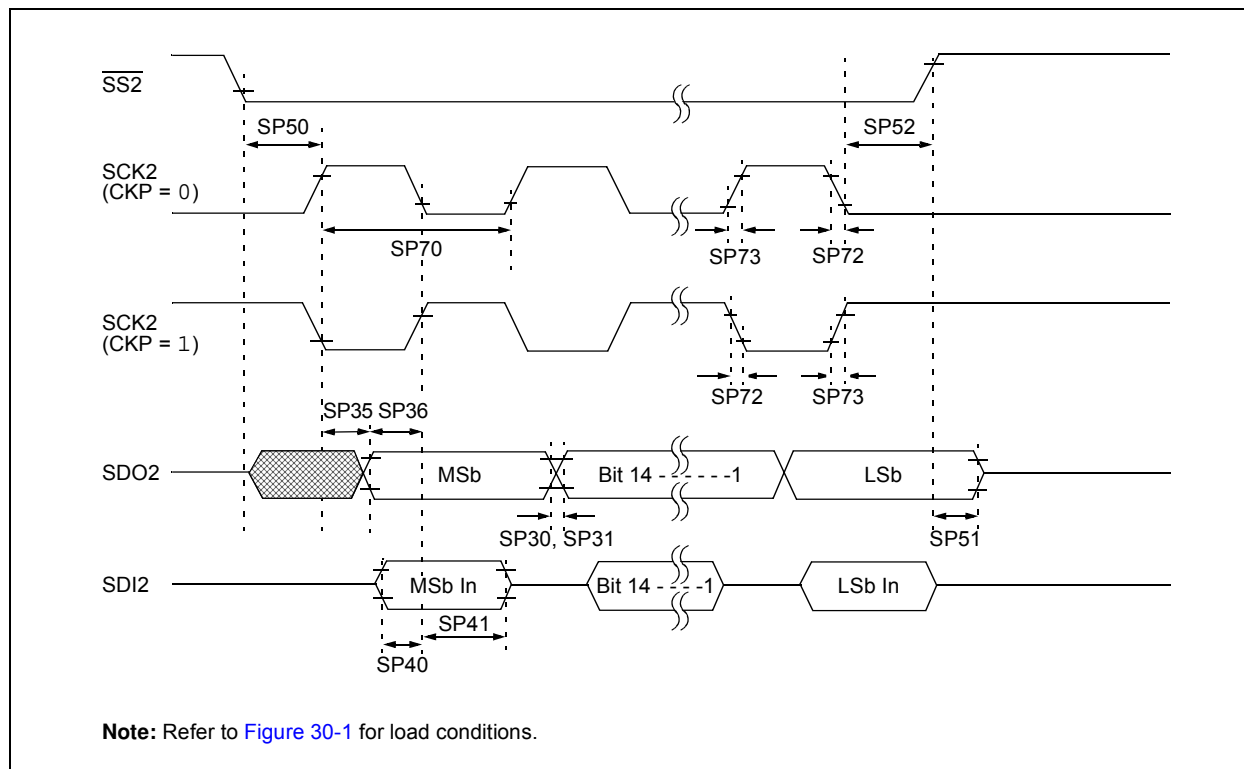 SS2
SP50
SP52
SCK2
(CKP = 0)
SP70
SP73
SP72
SCK2
(CKP = 1)
SP72
SP73
SP35
SP36
SDO2
MSb
Bit 14 - - - - - -1
LSb
SP30, SP31
SP51
SDI2
MSb In
Bit 14 - - - - -1
LSb In
SP41
SP40
Note: Refer to Figure 30-1 for load conditions.